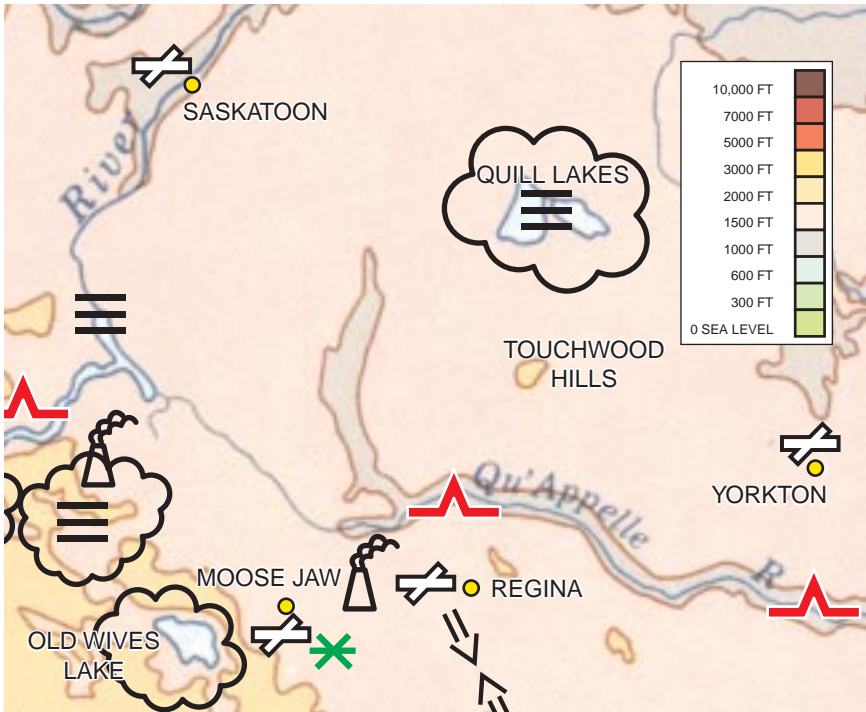 SASKATOON
River
QUILL LAKES
10,000 FT
7000 FT
5000 FT
3000 FT
2000 FT
1500 FT
1000 FT
600 FT
300 FT
0 SEA LEVEL
TOUCHWOOD
HILLS
Qu'Appelle
R
YORKTON
MOOSE JAW
REGINA
OLD WIVES
LAKE